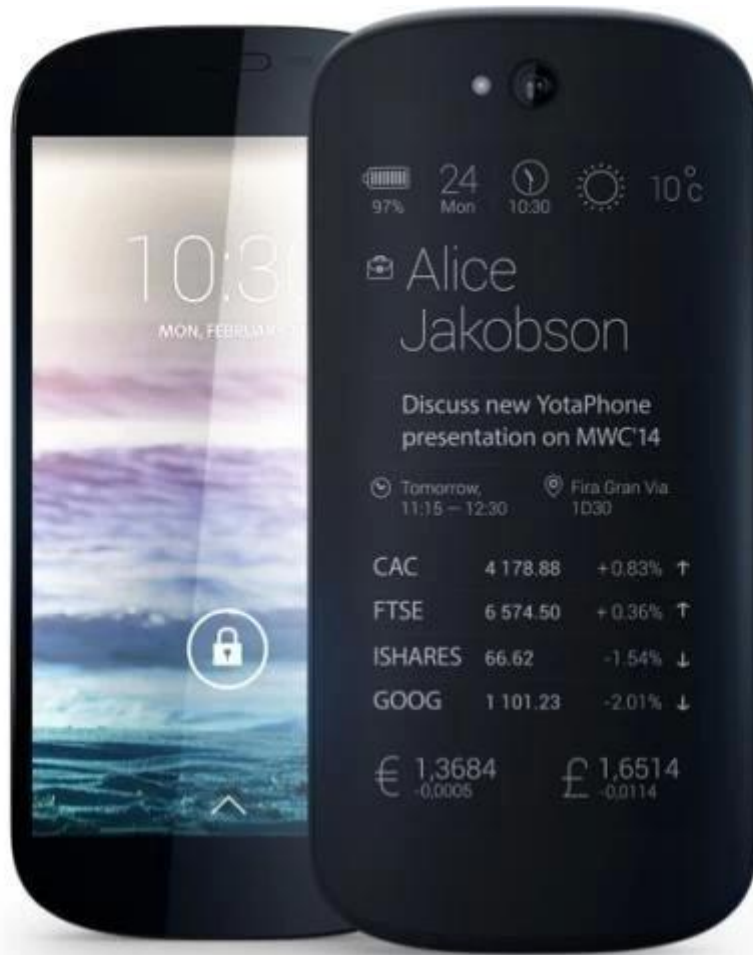 10:30
MON, FEBRUARY
97%
24
Mon
10:30
10°c
Alice
Jakobson
Discuss new YotaPhone
presentation on MWC'14
Tomorrow,
11:15 — 12:30
Fira Gran Via
1D30
CAC 4 178.88 +0.83% ↑
FTSE 6 574.50 +0.36% ↑
ISHARES 66.62 -1.54% ↓
GOOG 1 101.23 -2.01% ↓
€ 1,3684
-0,0005
£ 1,6514
-0,0114